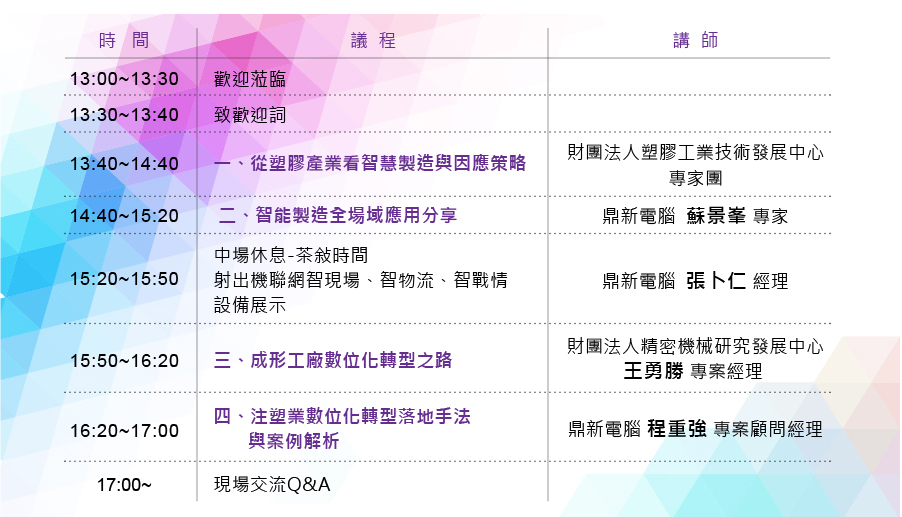 時 間 議 程 講 師
13:00~13:30 歡迎蒞臨
13:30~13:40 致歡迎詞
13:40~14:40 一、從塑膠產業看智慧製造與因應策略 財團法人塑膠工業技術發展中心
專家團
14:40~15:20 二、智能製造全場域應用分享 鼎新電腦 蘇景峯 專家
中場休息-茶敘時間
15:20~15:50 射出機聯網智現場、智物流、智戰情 鼎新電腦 張卜仁 經理
設備展示
15:50~16:20 三、成形工廠數位化轉型之路 財團法人精密機械研究發展中心
王勇勝 專案經理
16:20~17:00 四、注塑業數位化轉型落地手法 鼎新電腦 程重強 專案顧問經理
與案例解析
17:00~ 現場交流Q&A